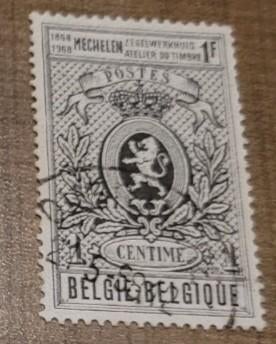 1868 1968 MECHELEN ZEGELWERKHUIS ATELIER DU TIMBRE 1F
POSTES
1 CENTIME 1
BELGIË-BELGIQUE